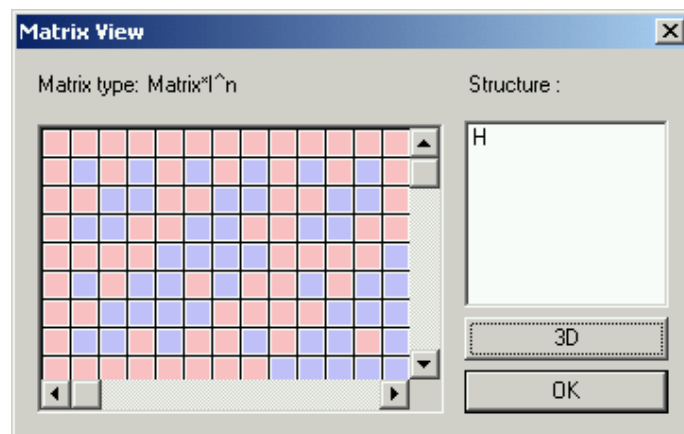 Matrix View
Matrix type: Matrix*I^n
Structure :
H
3D
OK